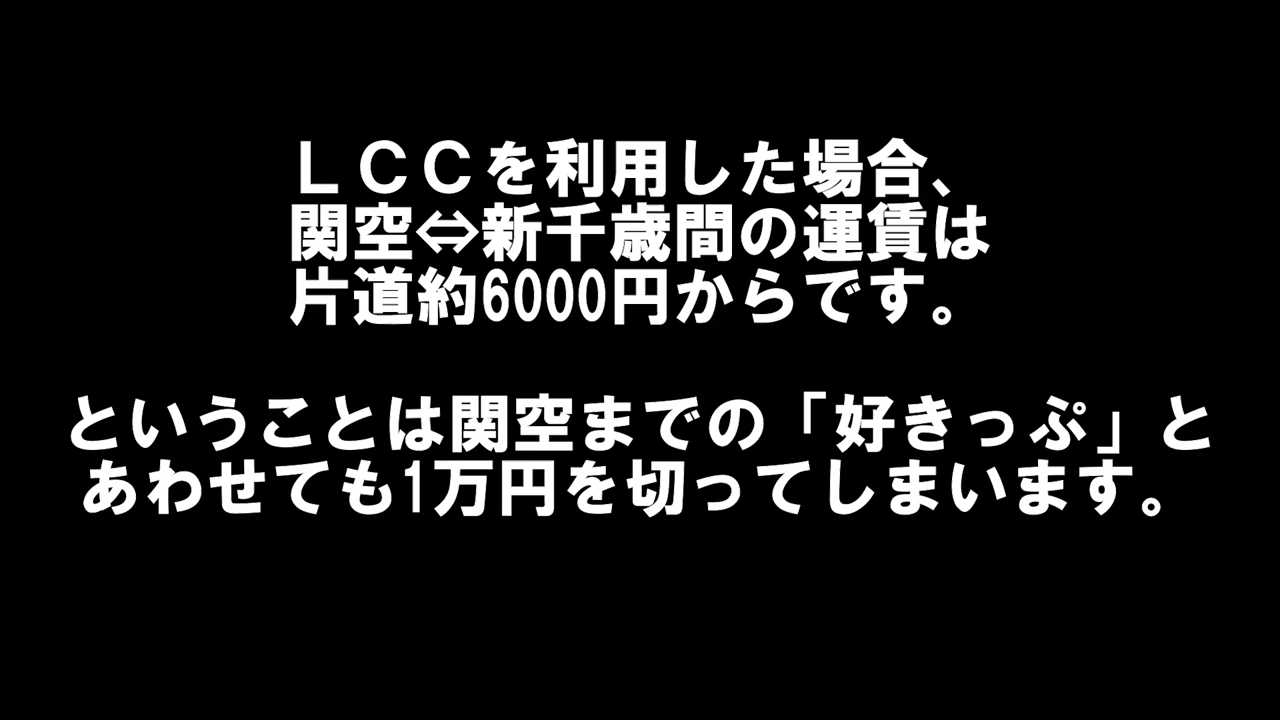 ＬＣＣを利用した場合、
関空⇔新千歳間の運賃は
片道約6000円からです。
ということは関空までの「好きっぷ」と
あわせても1万円を切ってしまいます。